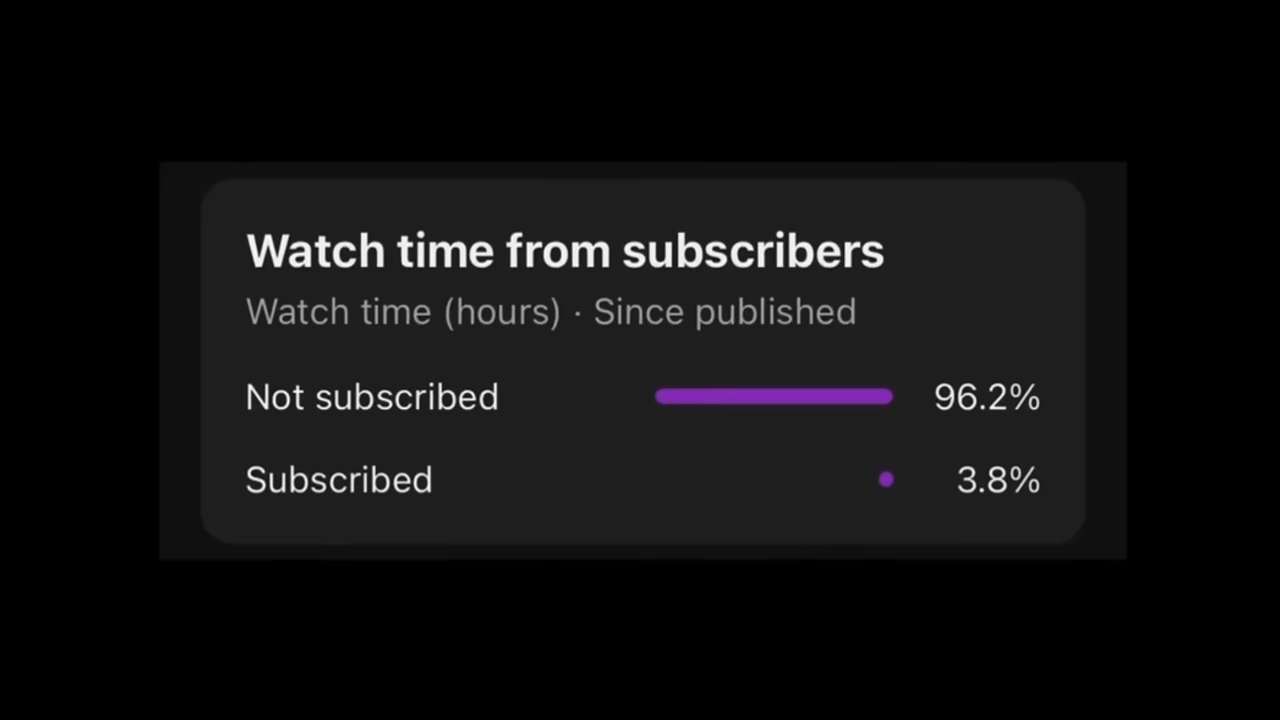 Watch time from subscribers
Watch time (hours) · Since published
Not subscribed 96.2%
Subscribed 3.8%